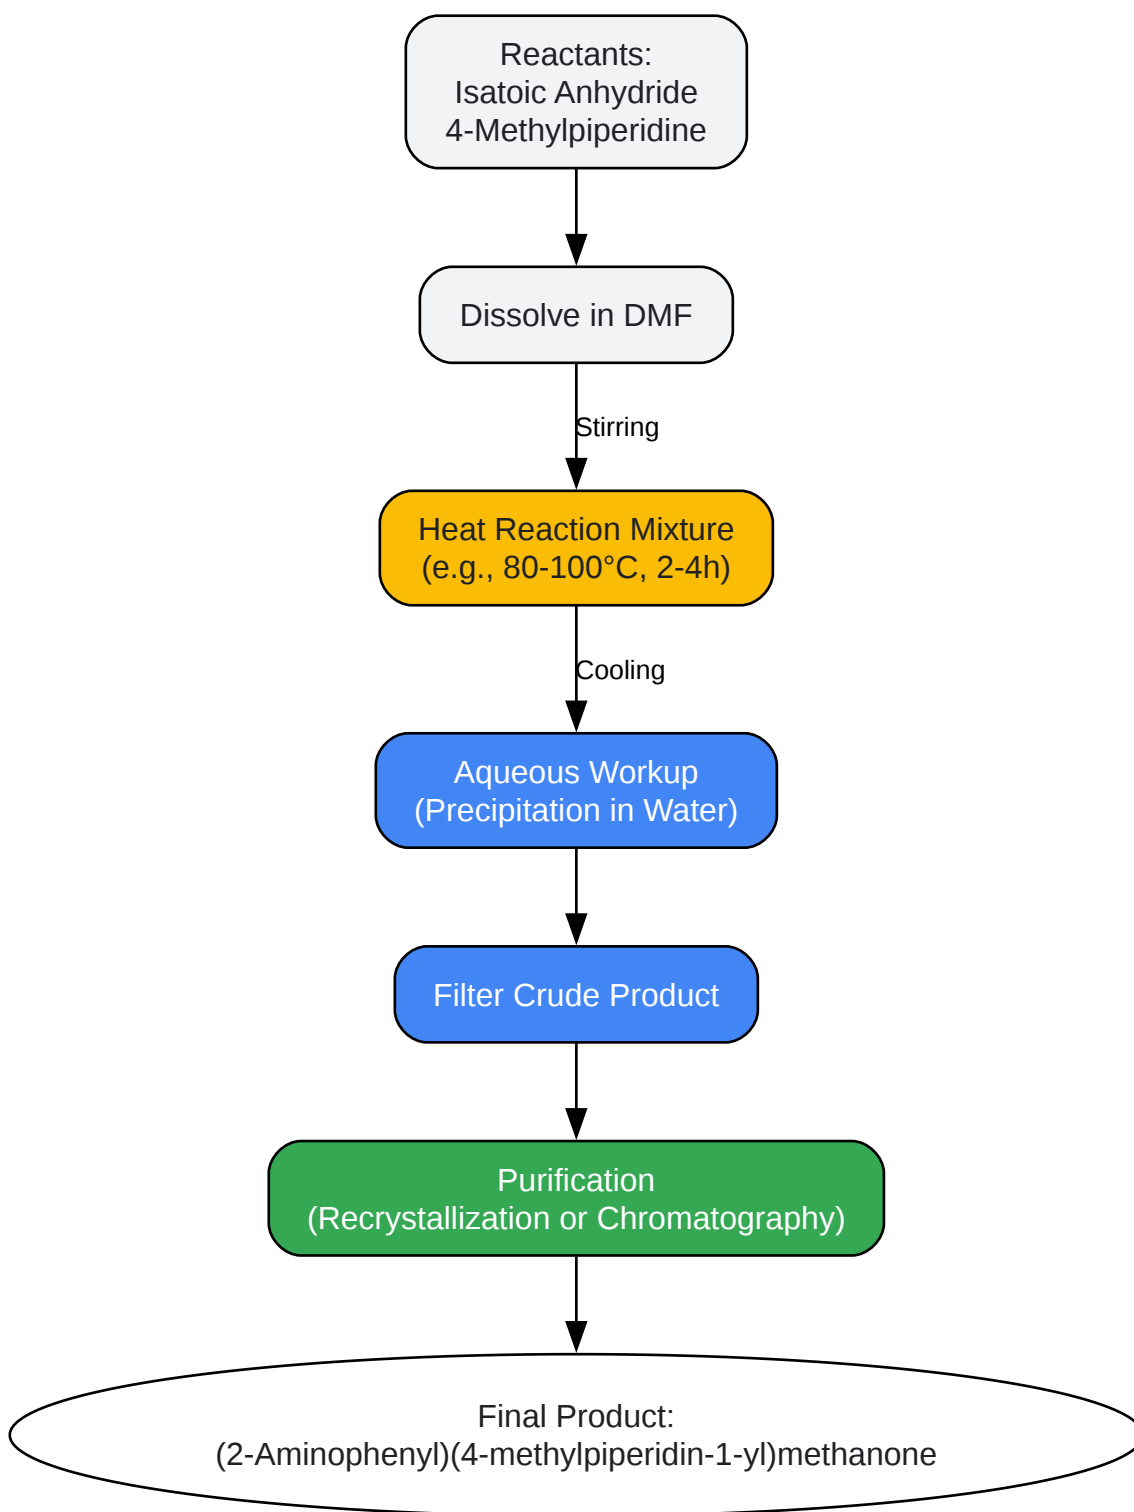 Reactants:
Isatoic Anhydride
4-Methylpiperidine
Dissolve in DMF
Stirring
Heat Reaction Mixture
(e.g., 80-100°C, 2-4h)
Cooling
Aqueous Workup
(Precipitation in Water)
Filter Crude Product
Purification
(Recrystallization or Chromatography)
Final Product:
(2-Aminophenyl)(4-methylpiperidin-1-yl)methanone